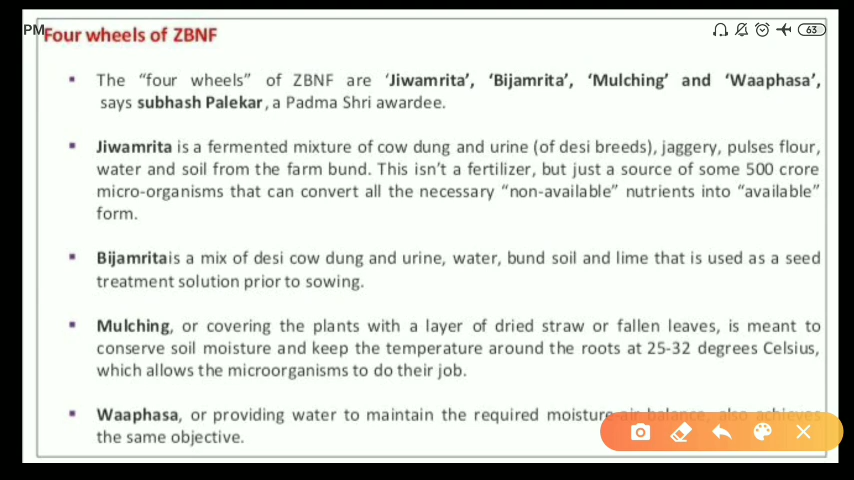 PM
63
Four wheels of ZBNF
▪ The “four wheels” of ZBNF are ‘Jiwamrita’, ‘Bijamrita’, ‘Mulching’ and ‘Waaphasa’,
says subhash Palekar, a Padma Shri awardee.
▪ Jiwamrita is a fermented mixture of cow dung and urine (of desi breeds), jaggery, pulses flour,
water and soil from the farm bund. This isn’t a fertilizer, but just a source of some 500 crore
micro-organisms that can convert all the necessary “non-available” nutrients into “available”
form.
▪ Bijamritais a mix of desi cow dung and urine, water, bund soil and lime that is used as a seed
treatment solution prior to sowing.
▪ Mulching, or covering the plants with a layer of dried straw or fallen leaves, is meant to
conserve soil moisture and keep the temperature around the roots at 25-32 degrees Celsius,
which allows the microorganisms to do their job.
▪ Waaphasa, or providing water to maintain the required moisture-air balance, also achieves
the same objective.